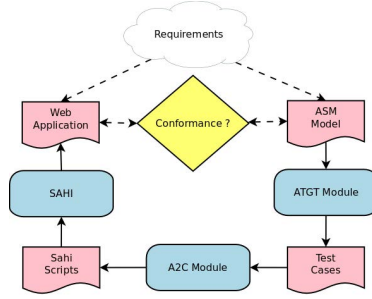 Requirements
Web
Application
Conformance ?
ASM
Model
SAHI
ATGT Module
Sahi
Scripts
A2C Module
Test
Cases